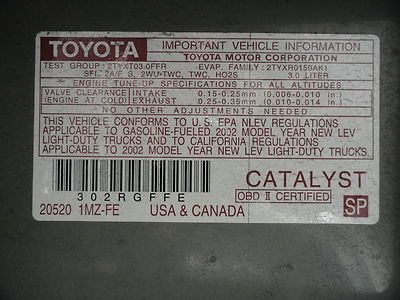 TOYOTA IMPORTANT VEHICLE INFORMATION
TOYOTA MOTOR CORPORATION
TEST GROUP: 2TYXT03.0FFR EVAP. FAMILY: 2TYXR0150AK1
SFI, 2A/F S, 2WU-TWC, TWC, HO2S 3.0 LITER
ENGINE TUNE-UP SPECIFICATIONS FOR ALL ALTITUDES
VALVE CLEARANCE INTAKE 0.15-0.25mm (0.006-0.010 in)
(ENGINE AT COLD) EXHAUST 0.25-0.35mm (0.010-0.014 in.)
NO OTHER ADJUSTMENTS NEEDED
THIS VEHICLE CONFORMS TO U.S. EPA NLEV REGULATIONS
APPLICABLE TO GASOLINE-FUELED 2002 MODEL YEAR NEW LEV
LIGHT-DUTY TRUCKS AND TO CALIFORNIA REGULATIONS
APPLICABLE TO 2002 MODEL YEAR NEW LEV LIGHT-DUTY TRUCKS.
302RGFFE
CATALYST
OBD II CERTIFIED
20520 1MZ-FE USA & CANADA SP